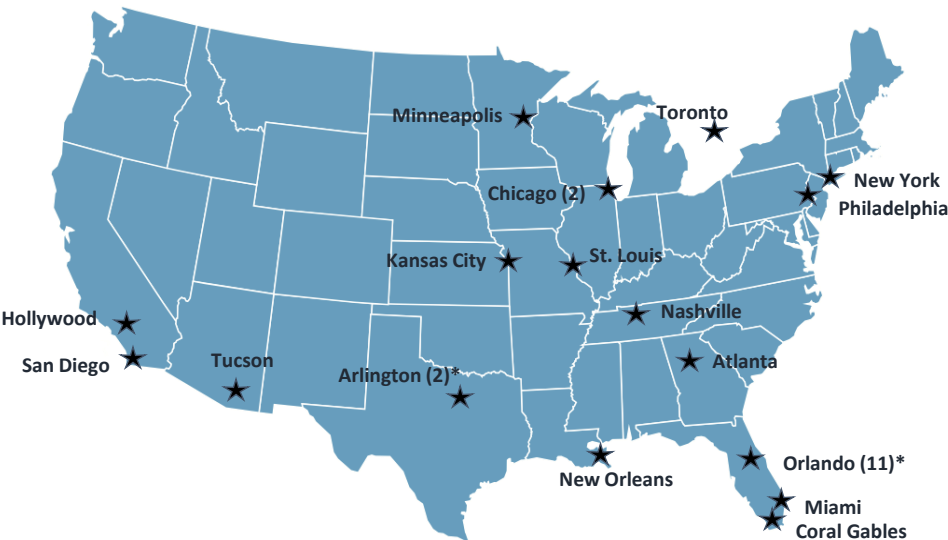 Minneapolis
Toronto
New York
Chicago (2)
Philadelphia
Kansas City
St. Louis
Hollywood
Nashville
San Diego
Tucson
Arlington (2)*
Atlanta
New Orleans
Orlando (11)*
Miami
Coral Gables